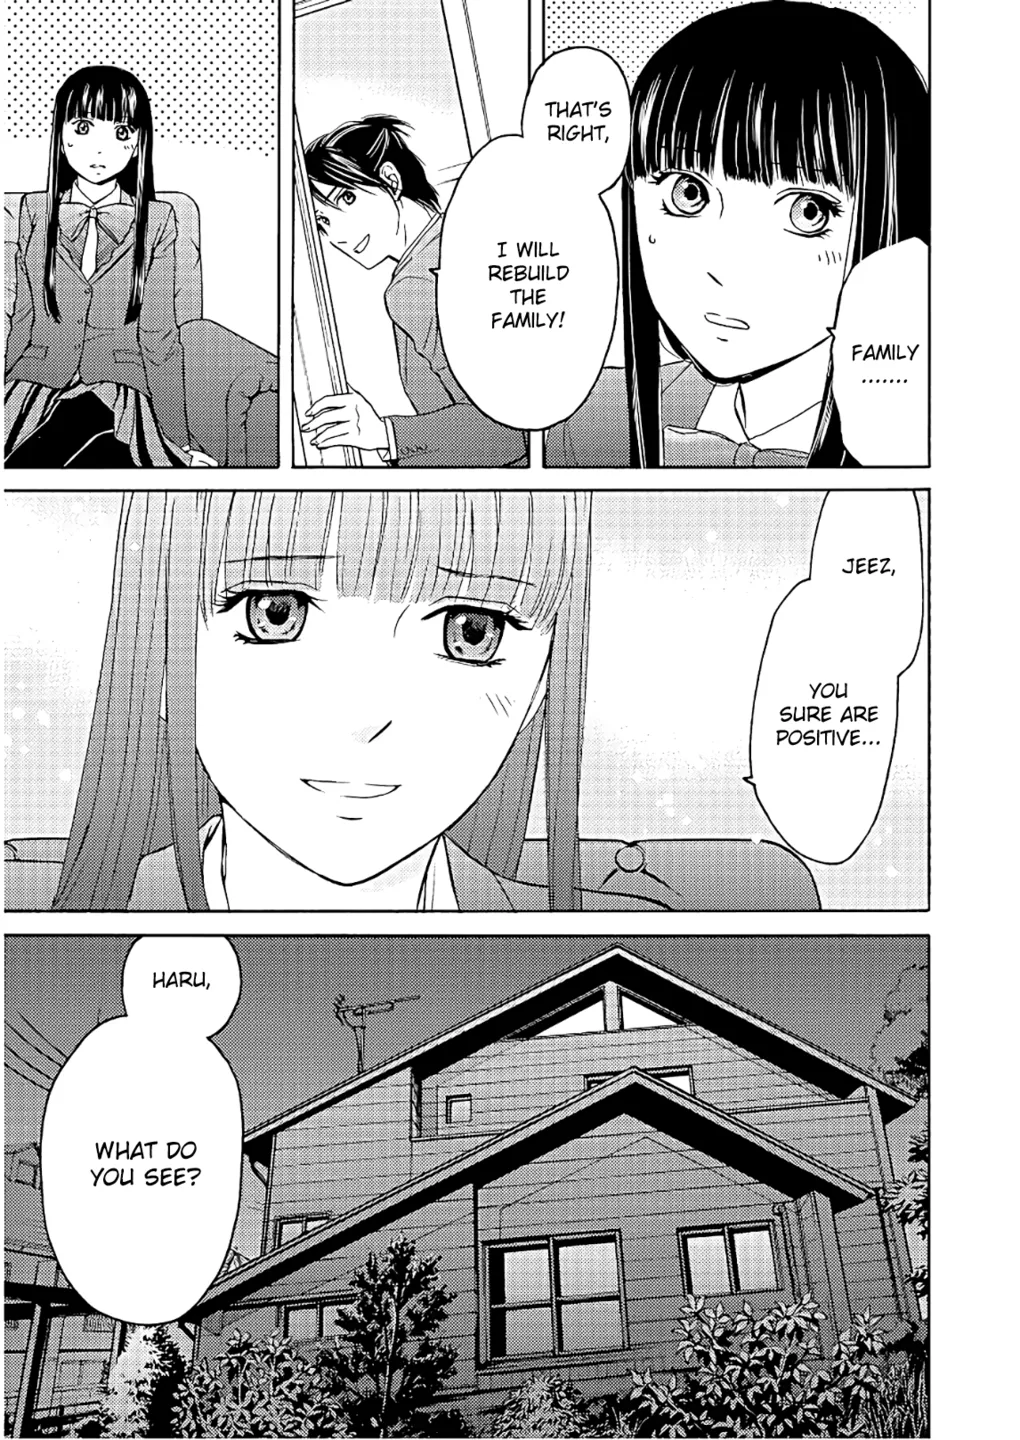 FAMILY
.......
THAT'S
RIGHT,
I WILL
REBUILD
THE
FAMILY!
JEEZ,
YOU
SURE ARE
POSITIVE...
HARU,
WHAT DO
YOU SEE?